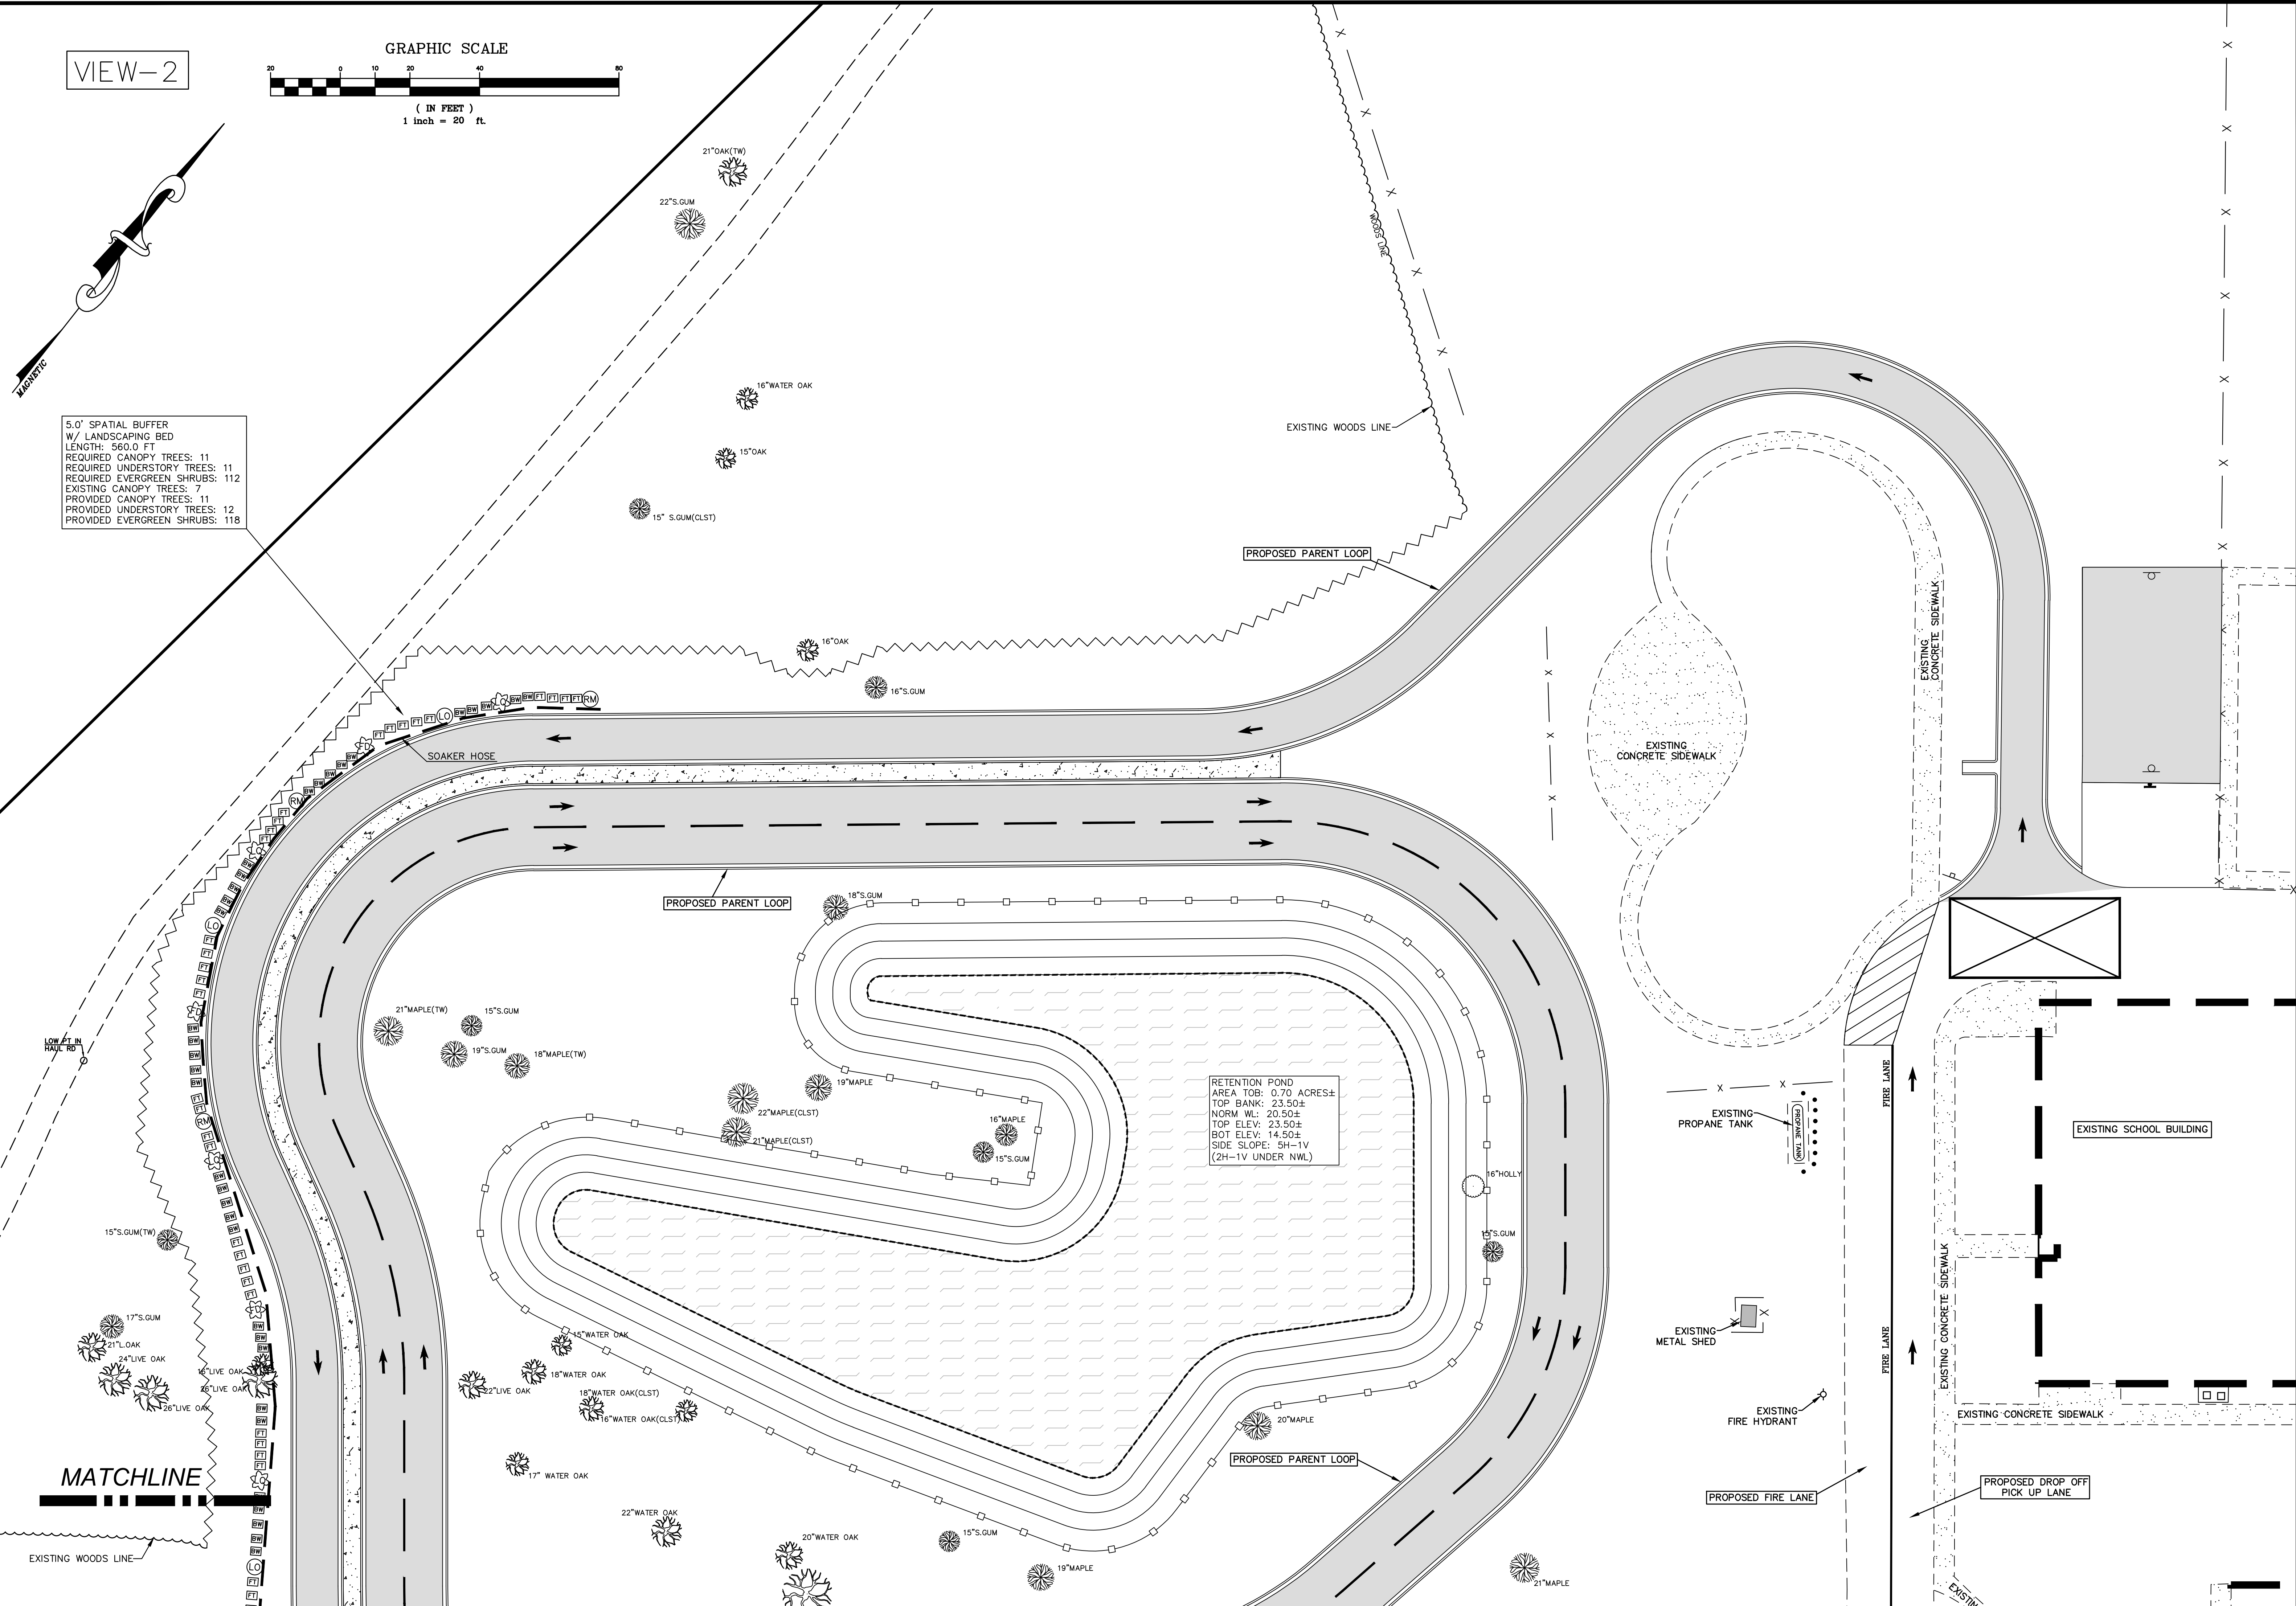 VIEW-2
GRAPHIC SCALE
20 0 10 20 40 80
( IN FEET )
1 inch = 20 ft.
MAGNETIC
5.0' SPATIAL BUFFER
W/ LANDSCAPING BED
LENGTH: 560.0 FT
REQUIRED CANOPY TREES: 11
REQUIRED UNDERSTORY TREES: 11
REQUIRED EVERGREEN SHRUBS: 112
EXISTING CANOPY TREES: 7
PROVIDED CANOPY TREES: 11
PROVIDED UNDERSTORY TREES: 12
PROVIDED EVERGREEN SHRUBS: 118
21"OAK(TW)
22"S.GUM
WOODS LINE
16"WATER OAK
15"OAK
15" S.GUM(CLST)
EXISTING WOODS LINE
PROPOSED PARENT LOOP
16"OAK
16"S.GUM
SOAKER HOSE
EXISTING
CONCRETE SIDEWALK
EXISTING
CONCRETE SIDEWALK
PROPOSED PARENT LOOP
18"S.GUM
21"MAPLE(TW)
15"S.GUM
19"S.GUM
18"MAPLE(TW)
LOW PT IN
HAUL RD
19"MAPLE
22"MAPLE(CLST)
21"MAPLE(CLST)
16"MAPLE
15"S.GUM
RETENTION POND
AREA TOB: 0.70 ACRES±
TOP BANK: 23.50±
NORM WL: 20.50±
TOP ELEV: 23.50±
BOT ELEV: 14.50±
SIDE SLOPE: 5H-1V
(2H-1V UNDER NWL)
16"HOLLY
15"S.GUM
EXISTING
PROPANE TANK
PROPANE TANK
FIRE LANE
EXISTING SCHOOL BUILDING
15"S.GUM(TW)
17"S.GUM
21"L.OAK
24"LIVE OAK
26"LIVE OAK
16"LIVE OAK
26"LIVE OAK
15"WATER OAK
18"WATER OAK
22"LIVE OAK
18"WATER OAK(CLST)
16"WATER OAK(CLST)
17" WATER OAK
22"WATER OAK
20"WATER OAK
15"S.GUM
19"MAPLE
20"MAPLE
21"MAPLE
PROPOSED PARENT LOOP
EXISTING
METAL SHED
EXISTING
FIRE HYDRANT
FIRE LANE
EXISTING CONCRETE SIDEWALK
EXISTING CONCRETE SIDEWALK
PROPOSED FIRE LANE
PROPOSED DROP OFF
PICK UP LANE
MATCHLINE
EXISTING WOODS LINE